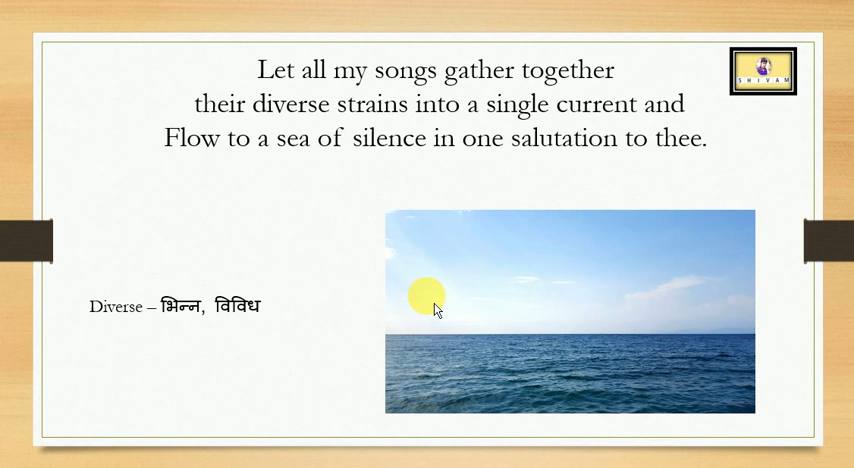 Let all my songs gather together
their diverse strains into a single current and
Flow to a sea of silence in one salutation to thee.
SHIVAM
Diverse – भिन्न, विविध